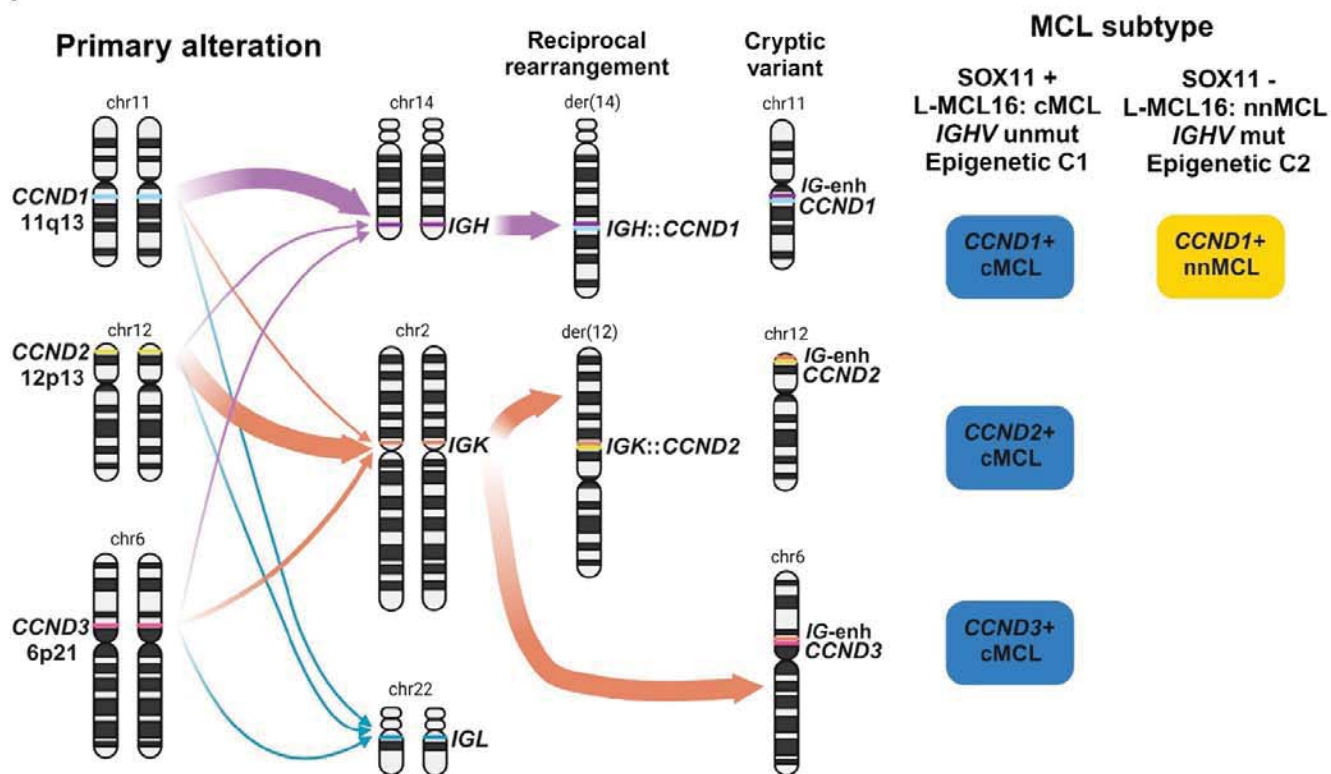 Primary alteration
Reciprocal
rearrangement
Cryptic
variant
MCL subtype
SOX11 +
L-MCL16: cMCL
IGHV unmut
Epigenetic C1
SOX11 -
L-MCL16: nnMCL
IGHV mut
Epigenetic C2
chr11
CCND1
11q13
chr14
IGH
der(14)
IGH::CCND1
chr11
IG-enh
CCND1
CCND1+
cMCL
CCND1+
nnMCL
chr12
CCND2
12p13
chr2
IGK
der(12)
IGK::CCND2
chr12
IG-enh
CCND2
CCND2+
cMCL
chr6
CCND3
6p21
chr22
IGL
chr6
IG-enh
CCND3
CCND3+
cMCL